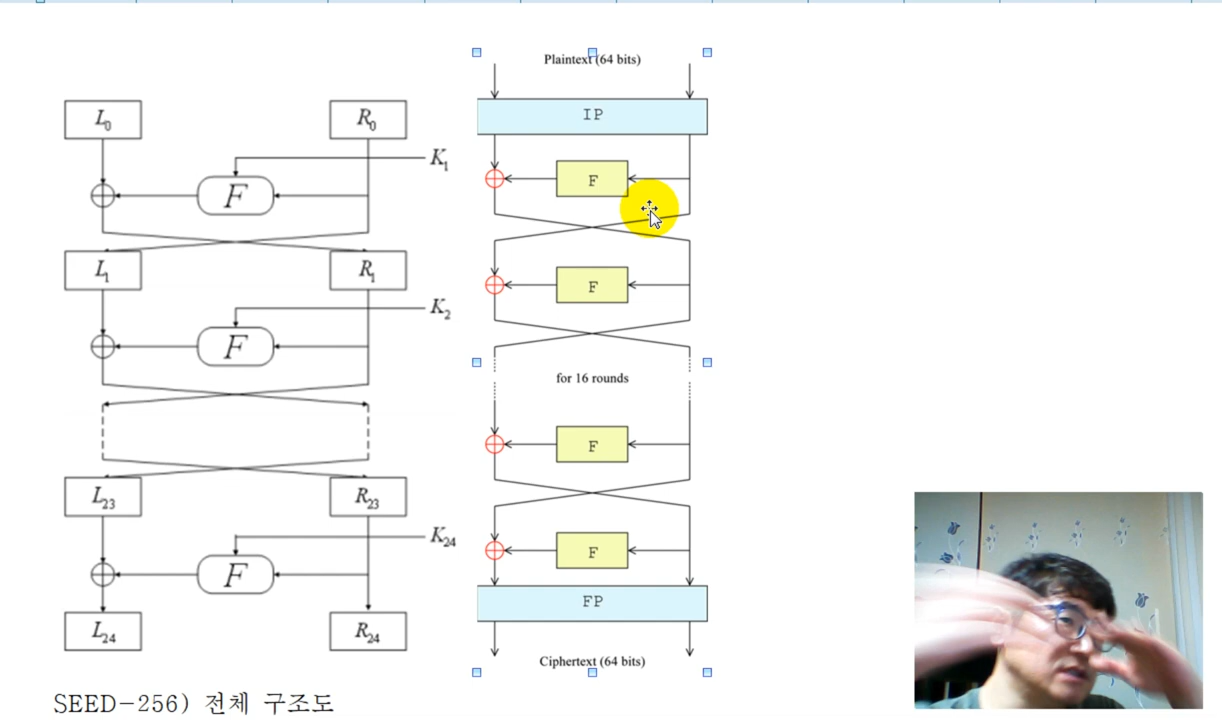 L0 R0
K1
F
L1 R1
K2
F
L23 R23
K24
F
L24 R24
SEED-256) 전체 구조도
Plaintext (64 bits)
IP
F
F
for 16 rounds
F
F
FP
Ciphertext (64 bits)